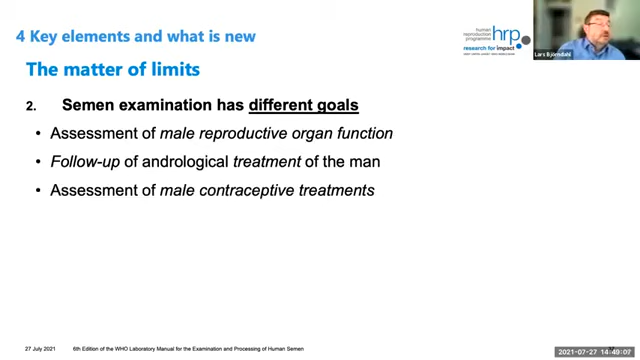 4 Key elements and what is new
The matter of limits
2. Semen examination has different goals
• Assessment of male reproductive organ function
• Follow-up of andrological treatment of the man
• Assessment of male contraceptive treatments
human
reproduction
programme
hrp
research for impact
Lars Björndahl
27 July 2021 6th Edition of the WHO Laboratory Manual for the Examination and Processing of Human Semen
2021-07-27 14:49:07